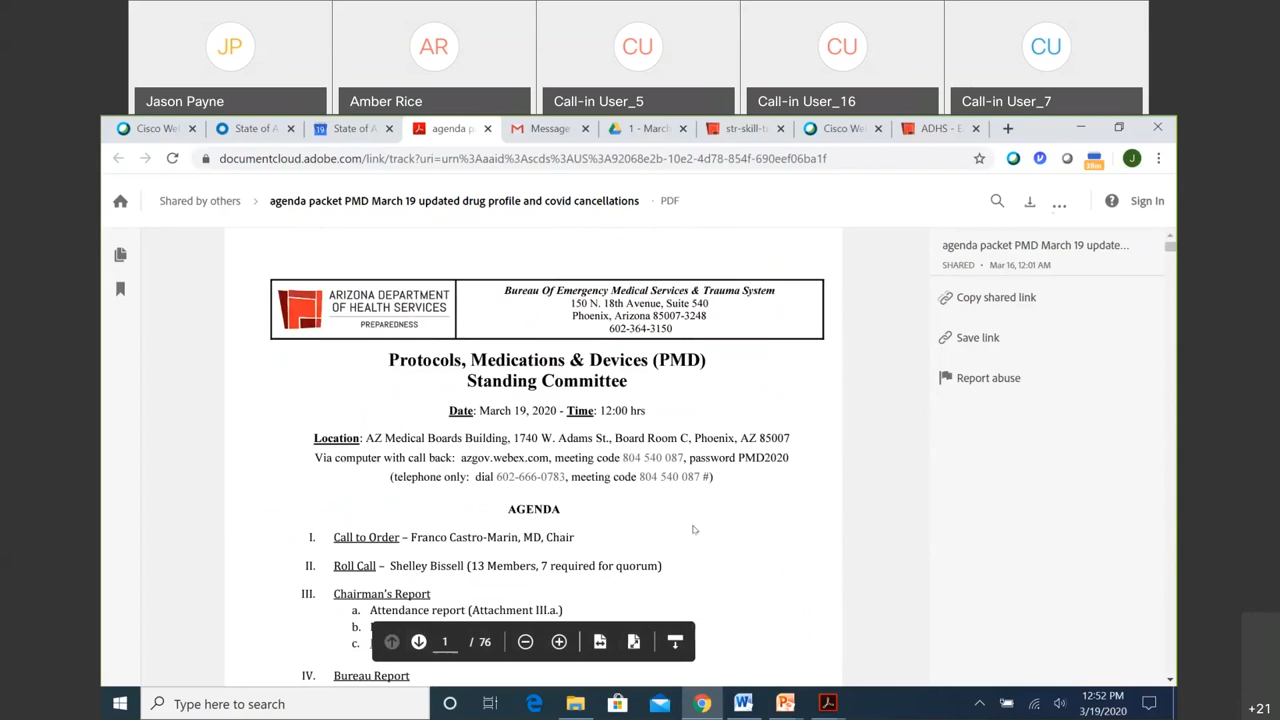 JP
AR
CU
CU
CU
Jason Payne
Amber Rice
Call-in User_5
Call-in User_16
Call-in User_7
Cisco We
State of A
State of A
agenda p
Message
1 - March
str-skill-t
Cisco We
ADHS - E
documentcloud.adobe.com/link/track?uri=urn%3Aaaid%3Ascds%3AUS%3A92068e2b-10e2-4d78-854f-690eef06ba1f
J
Shared by others > agenda packet PMD March 19 updated drug profile and covid cancellations • PDF
Sign In
ARIZONA DEPARTMENT
OF HEALTH SERVICES
PREPAREDNESS
Bureau Of Emergency Medical Services & Trauma System
150 N. 18th Avenue, Suite 540
Phoenix, Arizona 85007-3248
602-364-3150
Protocols, Medications & Devices (PMD)
Standing Committee
Date: March 19, 2020 - Time: 12:00 hrs
Location: AZ Medical Boards Building, 1740 W. Adams St., Board Room C, Phoenix, AZ 85007
Via computer with call back: azgov.webex.com, meeting code 804 540 087, password PMD2020
(telephone only: dial 602-666-0783, meeting code 804 540 087 #)
AGENDA
I. Call to Order – Franco Castro-Marin, MD, Chair
II. Roll Call – Shelley Bissell (13 Members, 7 required for quorum)
III. Chairman's Report
a. Attendance report (Attachment III.a.)
b.
c.
1 / 76
IV. Bureau Report
agenda packet PMD March 19 update...
SHARED • Mar 16, 12:01 AM
Copy shared link
Save link
Report abuse
Type here to search
12:52 PM
3/19/2020
+21